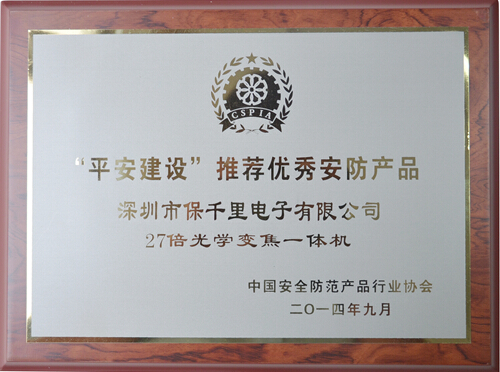 CSPIA
“平安建设”推荐优秀安防产品
深圳市保千里电子有限公司
27倍光学变焦一体机
中国安全防范产品行业协会
二〇一四年九月